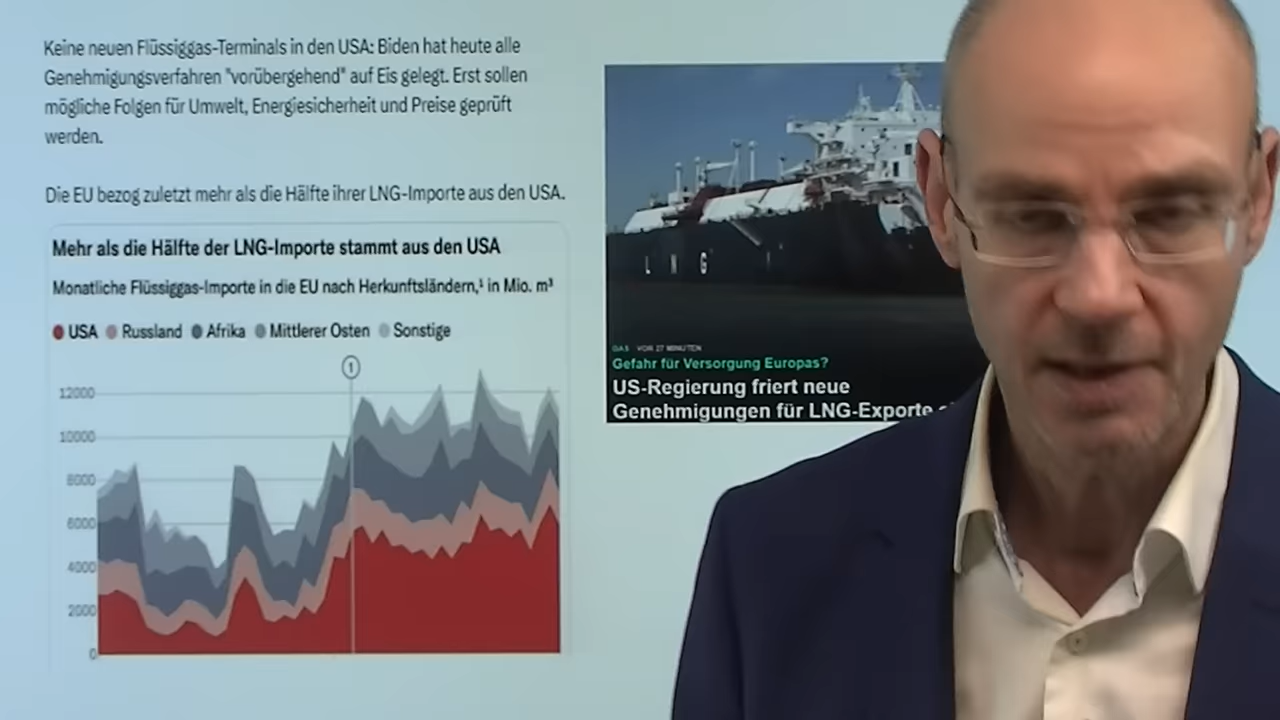 Keine neuen Flüssiggas-Terminals in den USA: Biden hat heute alle
Genehmigungsverfahren "vorübergehend" auf Eis gelegt. Erst sollen
mögliche Folgen für Umwelt, Energiesicherheit und Preise geprüft
werden.
Die EU bezog zuletzt mehr als die Hälfte ihrer LNG-Importe aus den USA.
Mehr als die Hälfte der LNG-Importe stammt aus den USA
Monatliche Flüssiggas-Importe in die EU nach Herkunftsländern,¹ in Mio. m³
USA Russland Afrika Mittlerer Osten Sonstige
1
12000
10000
8000
6000
4000
2000
0
L N G
GAS VOR 27 MINUTEN
Gefahr für Versorgung Europas?
US-Regierung friert neue
Genehmigungen für LNG-Exporte